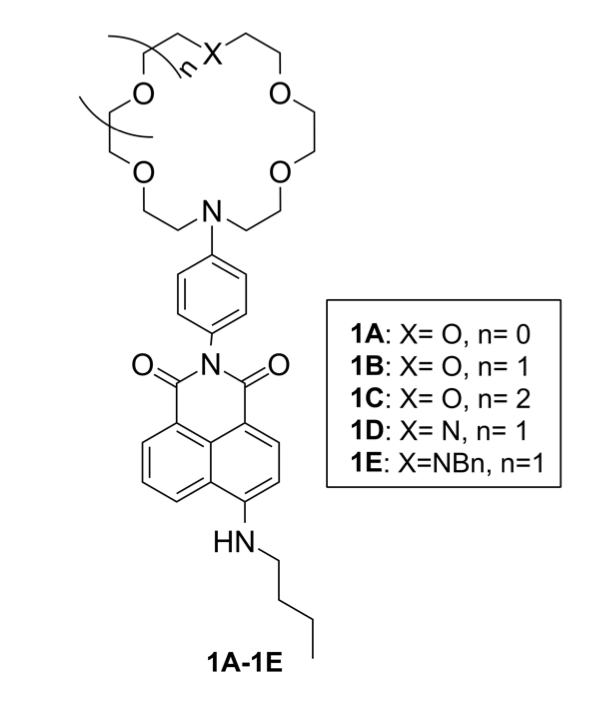 n
X
O
O
O
O
N
1A: X= O, n= 0
1B: X= O, n= 1
1C: X= O, n= 2
1D: X= N, n= 1
1E: X=NBn, n=1
O
N
O
HN
1A-1E